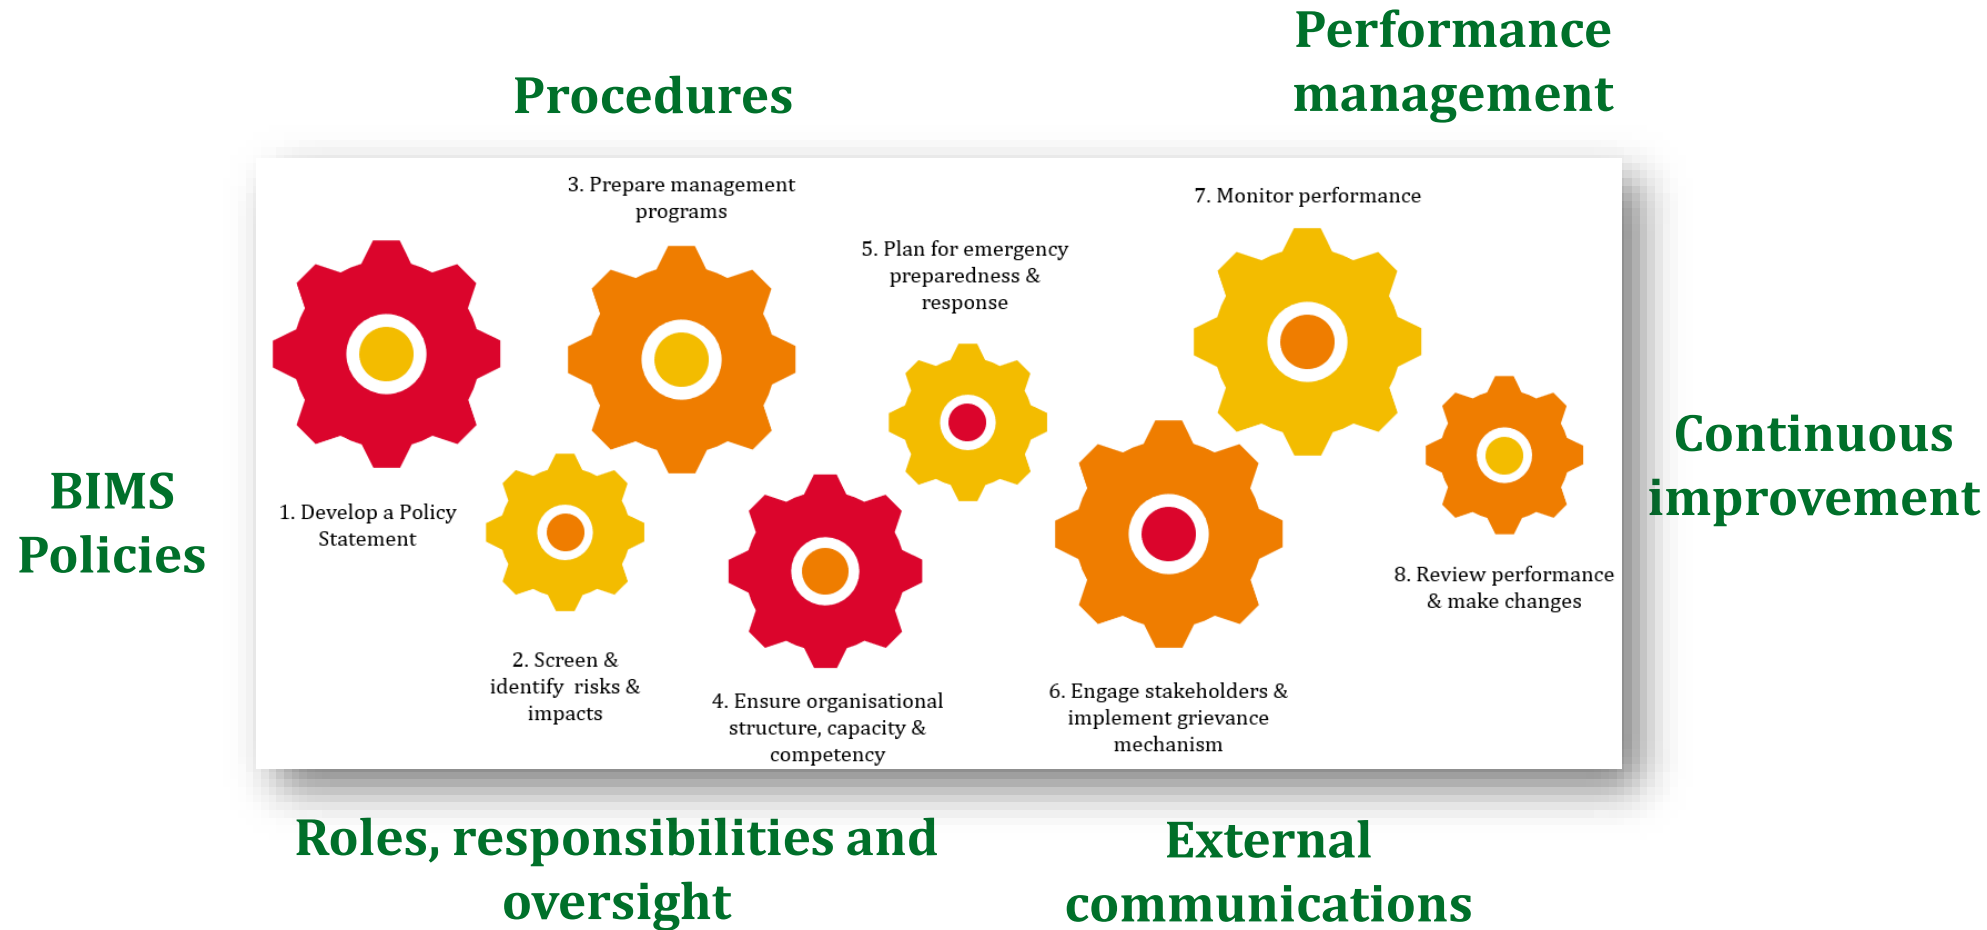 Performance
management
Procedures
3. Prepare management
programs
7. Monitor performance
5. Plan for emergency
preparedness &
response
BIMS
Policies
1. Develop a Policy
Statement
Continuous
improvement
8. Review performance
& make changes
2. Screen &
identify  risks &
impacts
4. Ensure organisational
structure, capacity &
competency
6. Engage stakeholders &
implement grievance
mechanism
Roles, responsibilities and
oversight
External
communications